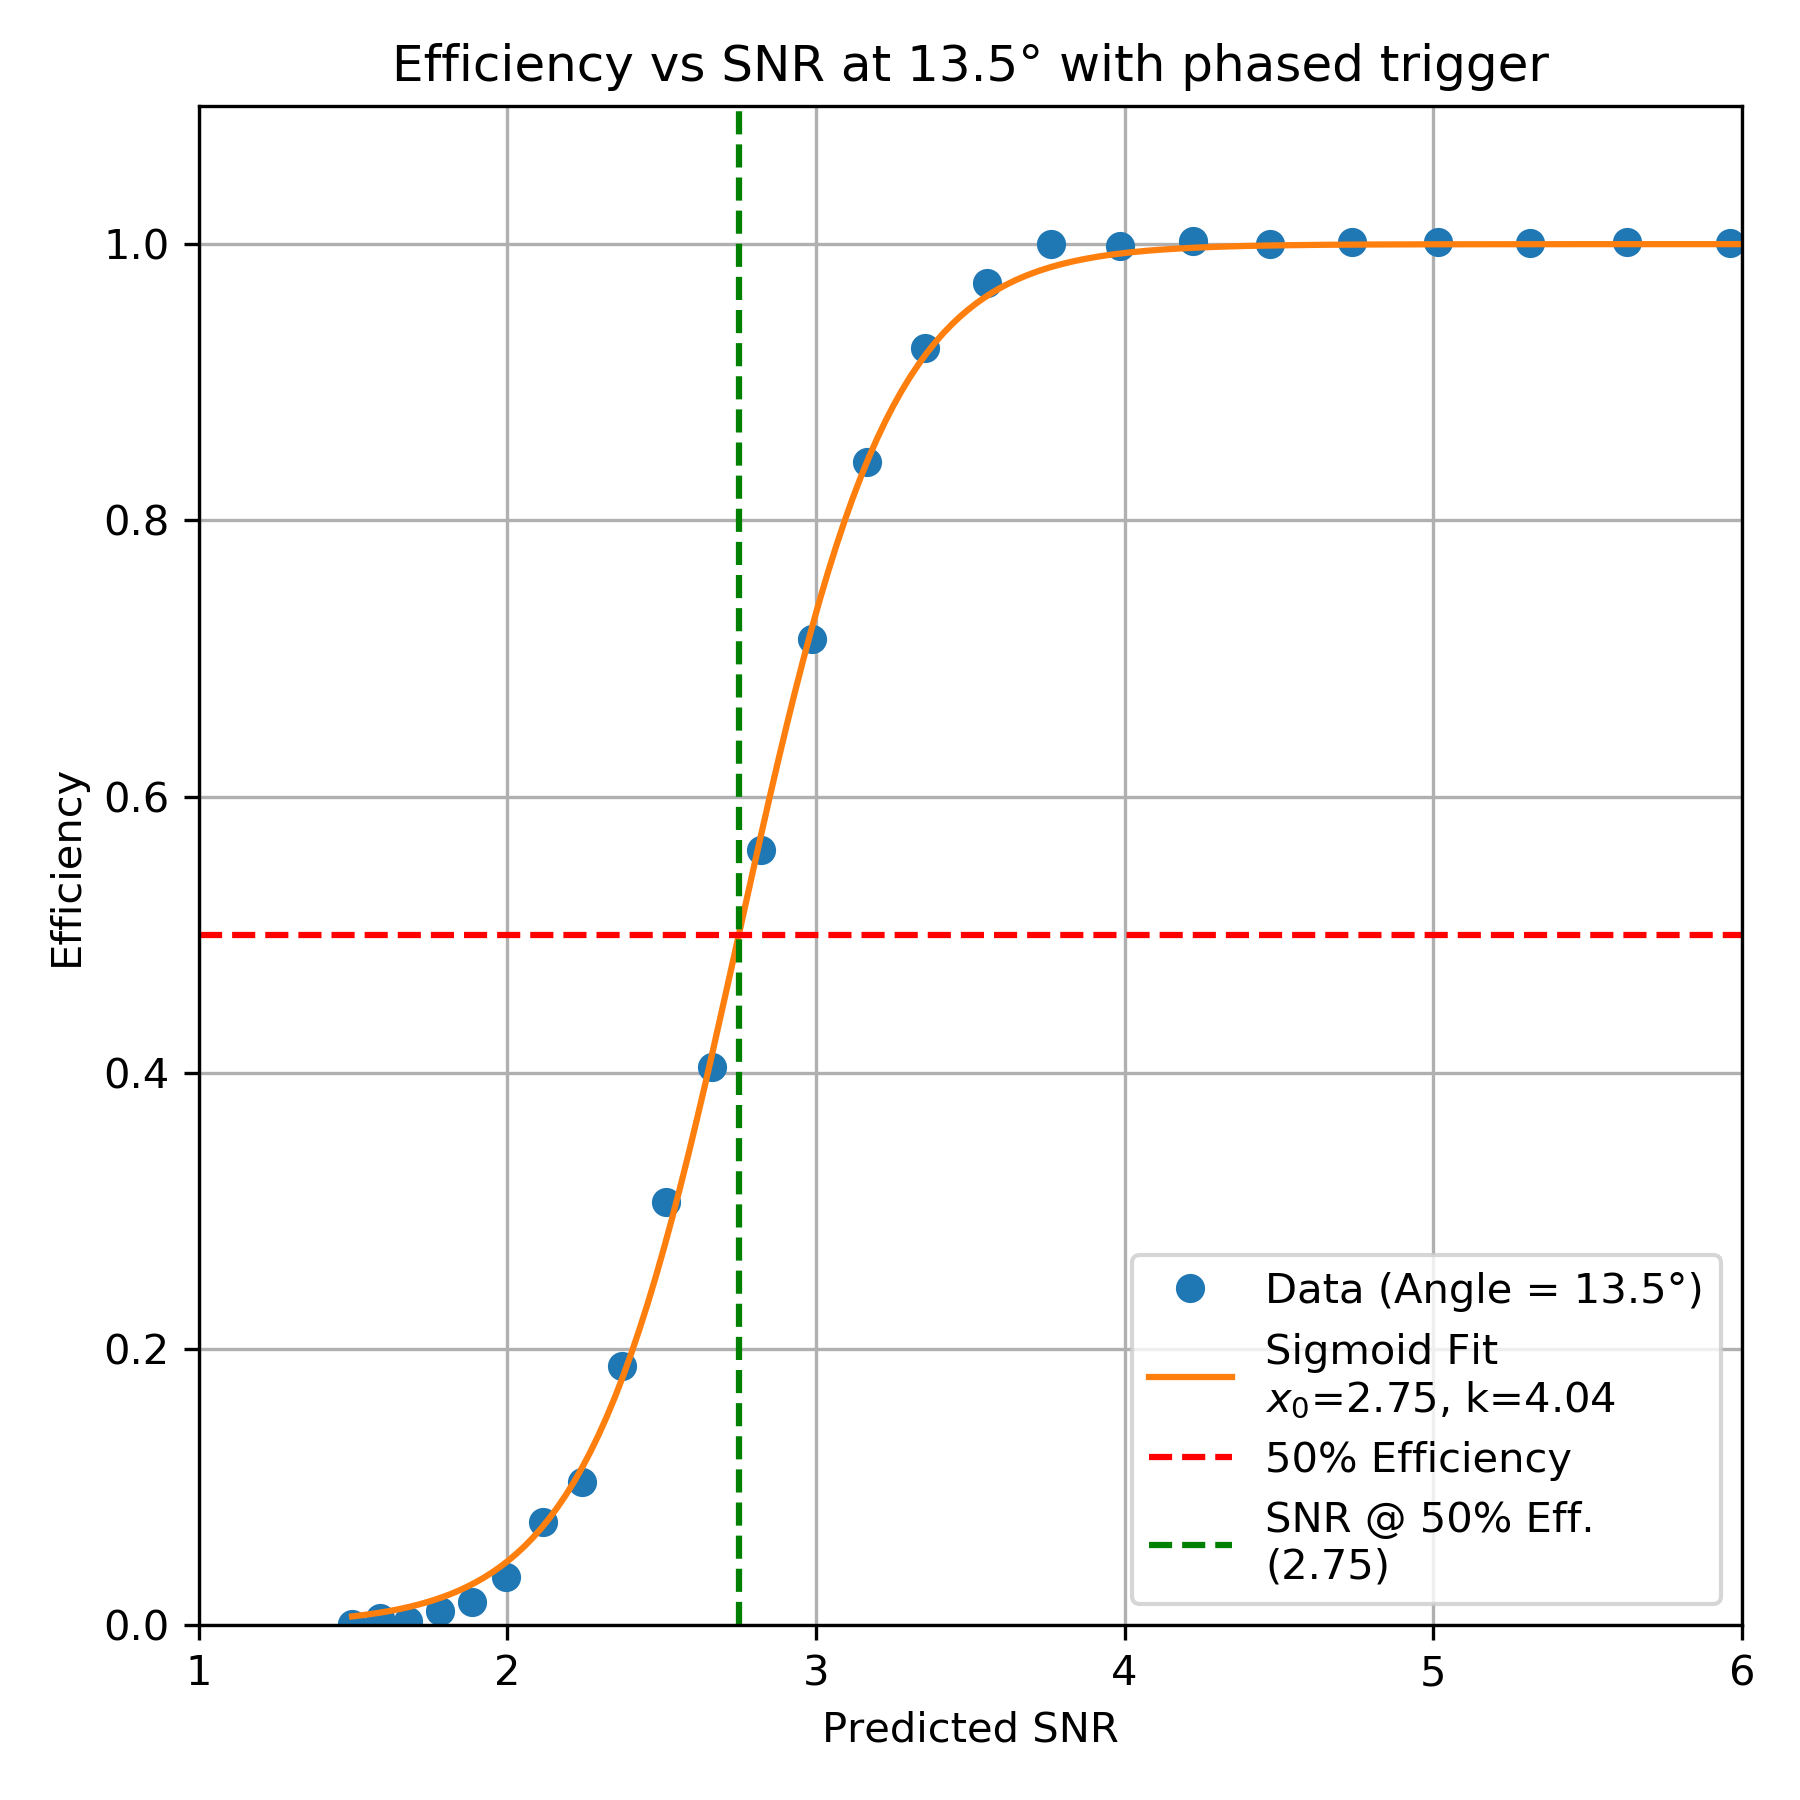 Efficiency vs SNR at 13.5° with phased trigger
1.0
0.8
0.6
0.4
0.2
0.0
Efficiency
1 2 3 4 5 6
Predicted SNR
Data (Angle = 13.5°)
Sigmoid Fit
x₀=2.75, k=4.04
50% Efficiency
SNR @ 50% Eff.
(2.75)